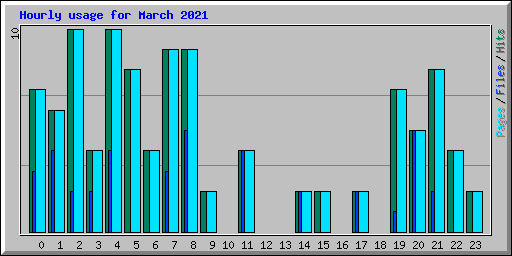 Hourly usage for March 2021
10
Pages/Files/Hits
0 1 2 3 4 5 6 7 8 9 10 11 12 13 14 15 16 17 18 19 20 21 22 23